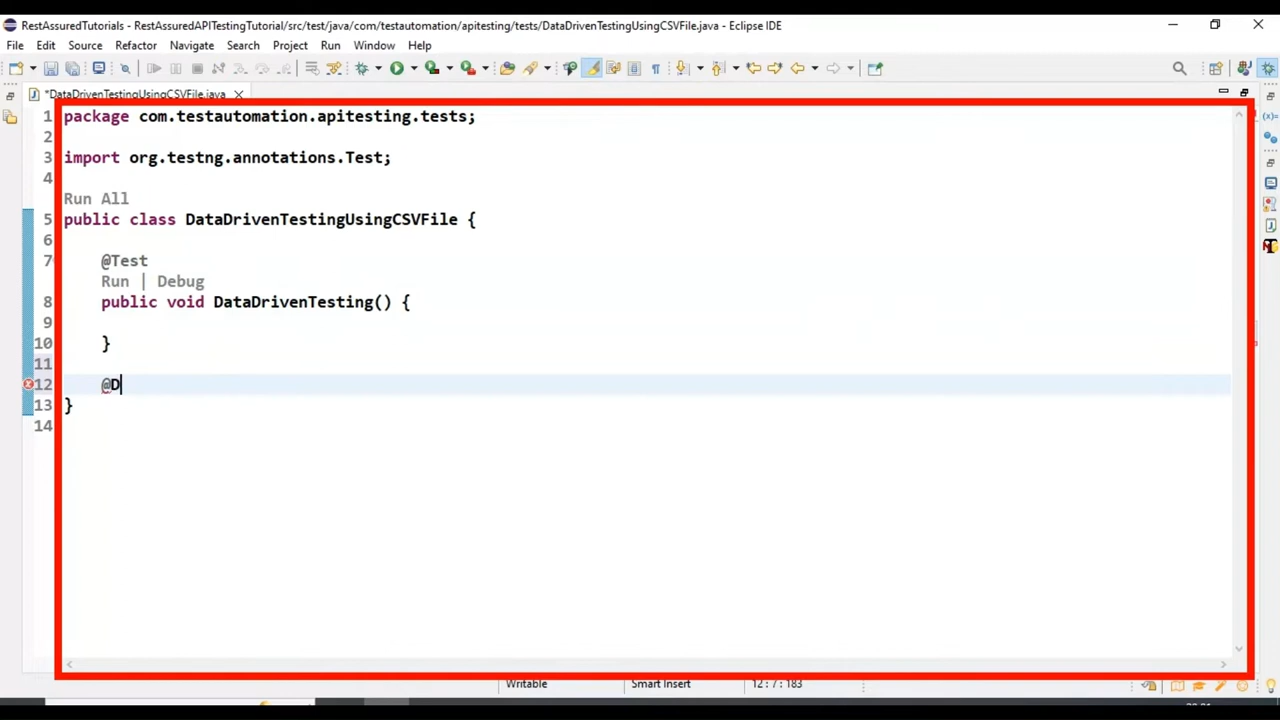 RestAssuredTutorials - RestAssuredAPITestingTutorial/src/test/java/com/testautomation/apitesting/tests/DataDrivenTestingUsingCSVFile.java - Eclipse IDE
File Edit Source Refactor Navigate Search Project Run Window Help
*DataDrivenTestingUsingCSVFile.java
1 package com.testautomation.apitesting.tests;
2
3 import org.testng.annotations.Test;
4
Run All
5 public class DataDrivenTestingUsingCSVFile {
6
7 @Test
Run | Debug
8 public void DataDrivenTesting() {
9
10 }
11
12 @D
13 }
14
Writable Smart Insert 12 : 7 : 183